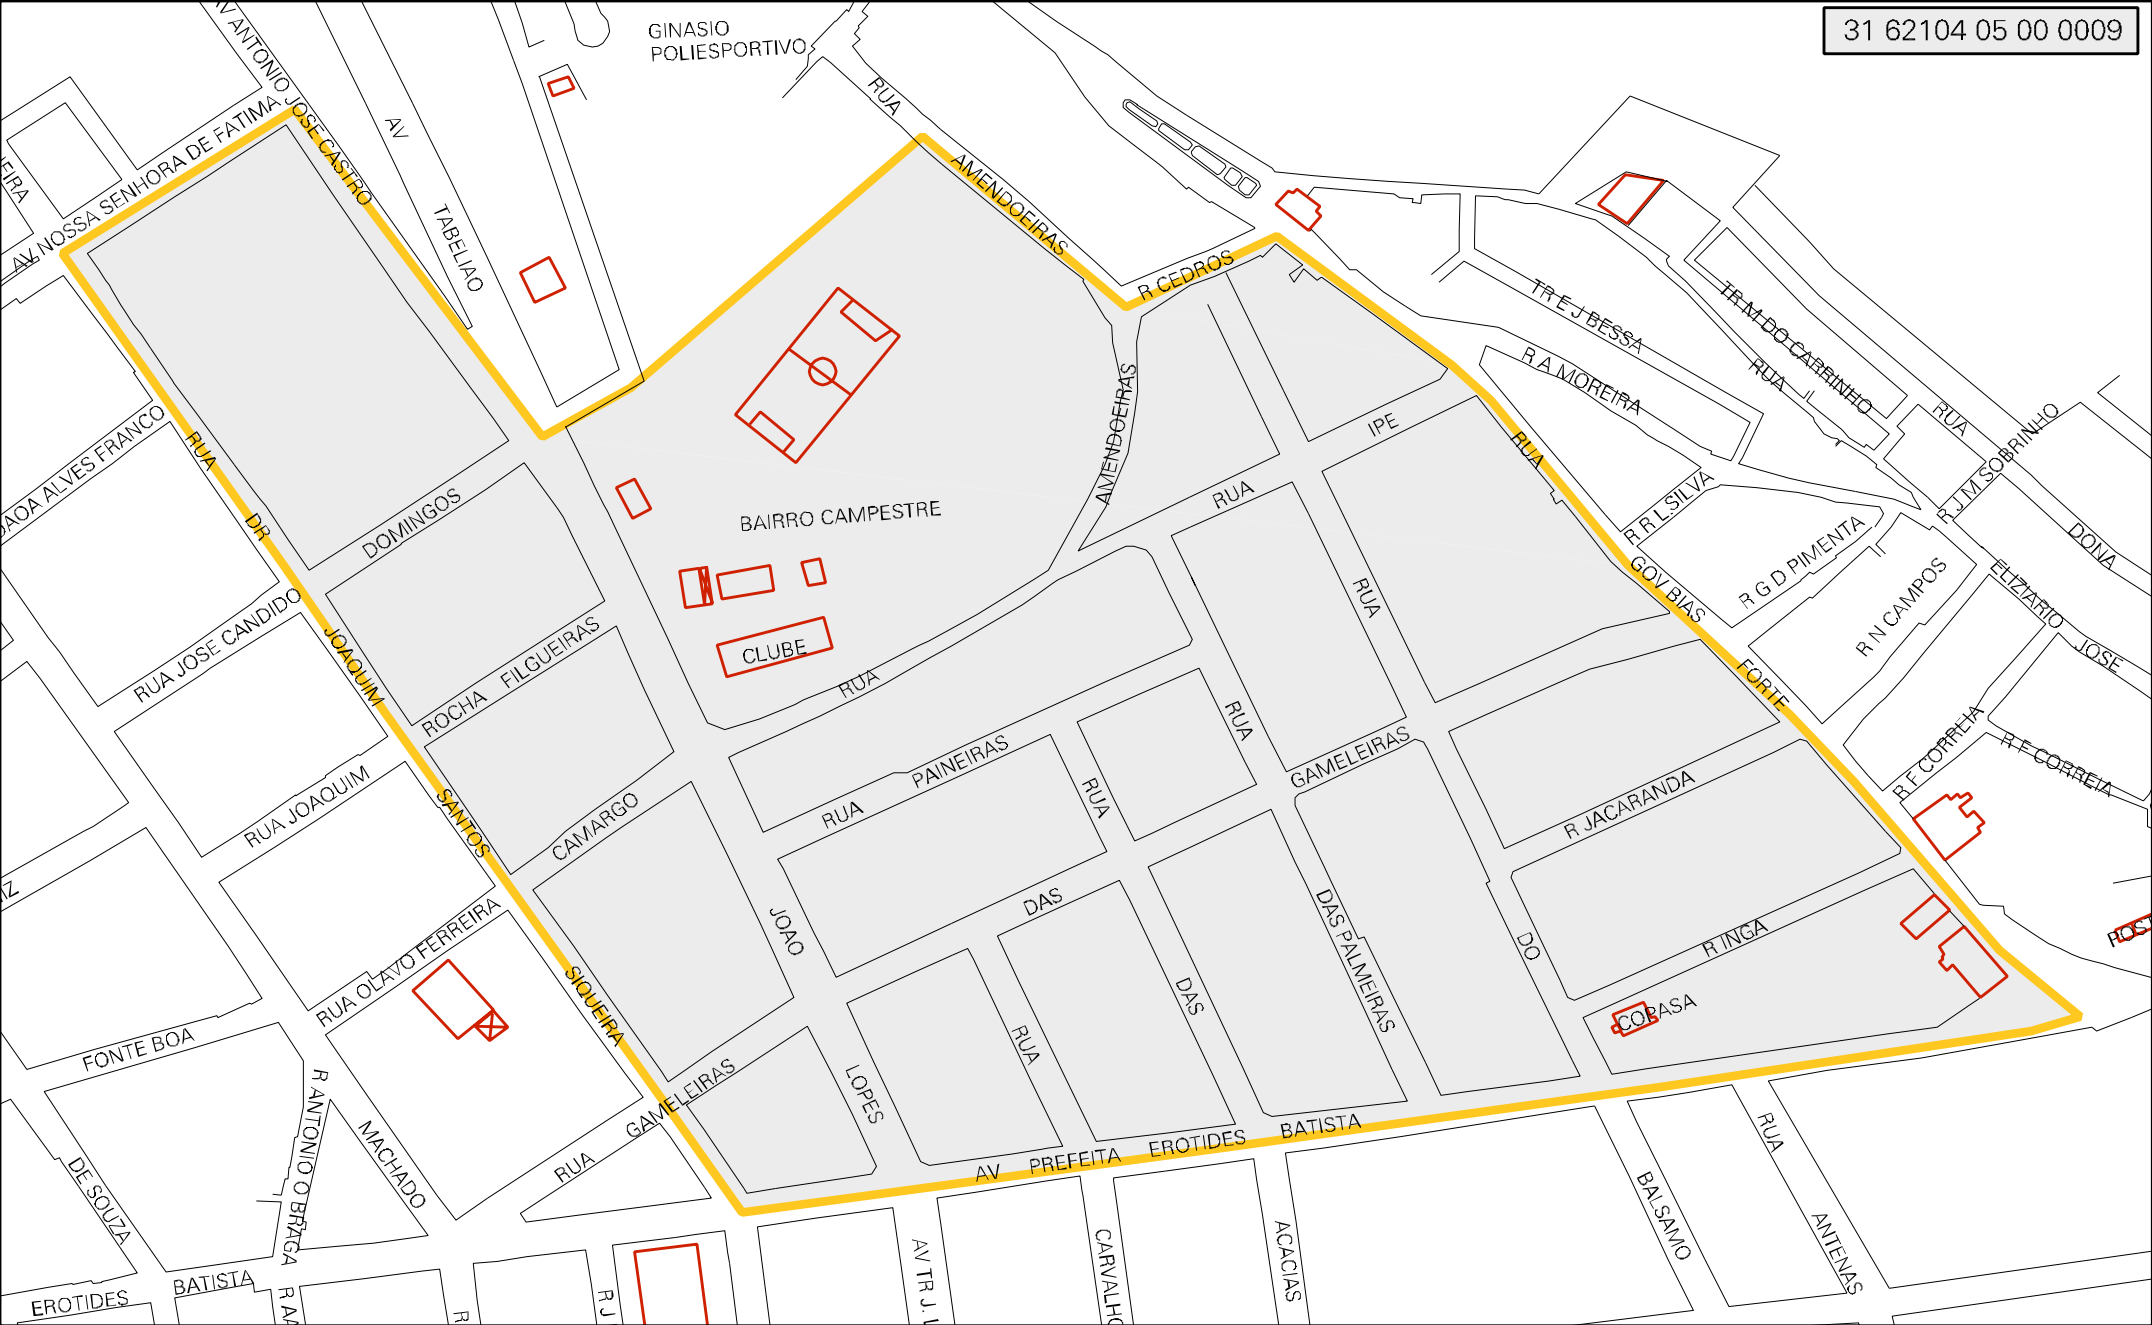 31 62104 05 00 0009
GINASIO
POLIESPORTIVO
AV ANTONIO JOSE CASTRO
AV
TABELIAO
RUA
AMENDOEIRAS
R CEDROS
AV NOSSA SENHORA DE FATIMA
TR E J BESSA
TR M DO CARRINHO
R A MOREIRA
RUA
RUA
R J M SOBRINHO
DONA
ELIZIARIO
JOSE
AMENDOEIRAS
IPE
RUA
RUA
GOV BIAS
FORTE
R R L SILVA
R G D PIMENTA
R N CAMPOS
R F CORREIA
R F CORREIA
RUA
DR
JOAQUIM
SANTOS
SIQUEIRA
DOMINGOS
BAIRRO CAMPESTRE
CLUBE
RUA
ROCHA FILGUEIRAS
RUA JOSE CANDIDO
RUA JOAQUIM
CAMARGO
RUA
PAINEIRAS
RUA
RUA
RUA
GAMELEIRAS
R JACARANDA
R INGA
COPASA
DAS
DAS PALMEIRAS
DO
JOAO
LOPES
RUA
DAS
RUA OLAVO FERREIRA
FONTE BOA
R ANTONIO O BRAGA
MACHADO
DE SOUZA
RUA
GAMELEIRAS
AV PREFEITA EROTIDES BATISTA
RUA
ANTENAS
BALSAMO
ACACIAS
CARVALHO
AV TR J. L
R J
R
R AA
EROTIDES
BATISTA